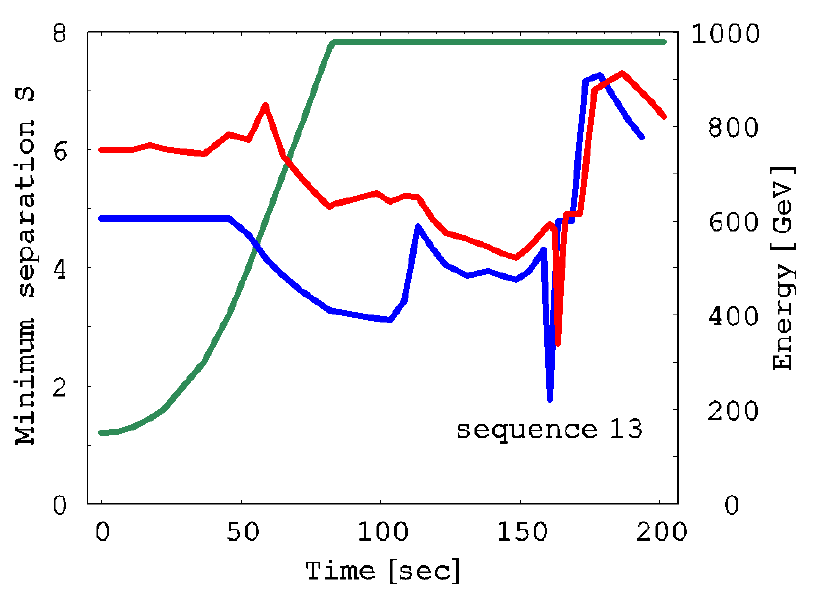 8
6
4
2
0
Minimum separation S
1000
800
600
400
200
0
Energy [GeV]
sequence 13
0 50 100 150 200
Time [sec]